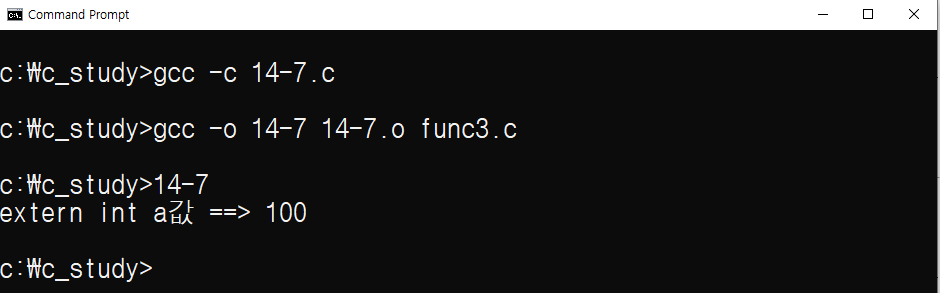 Command Prompt
c:₩c_study>gcc -c 14-7.c
c:₩c_study>gcc -o 14-7 14-7.o func3.c
c:₩c_study>14-7
extern int a값 ==> 100
c:₩c_study>